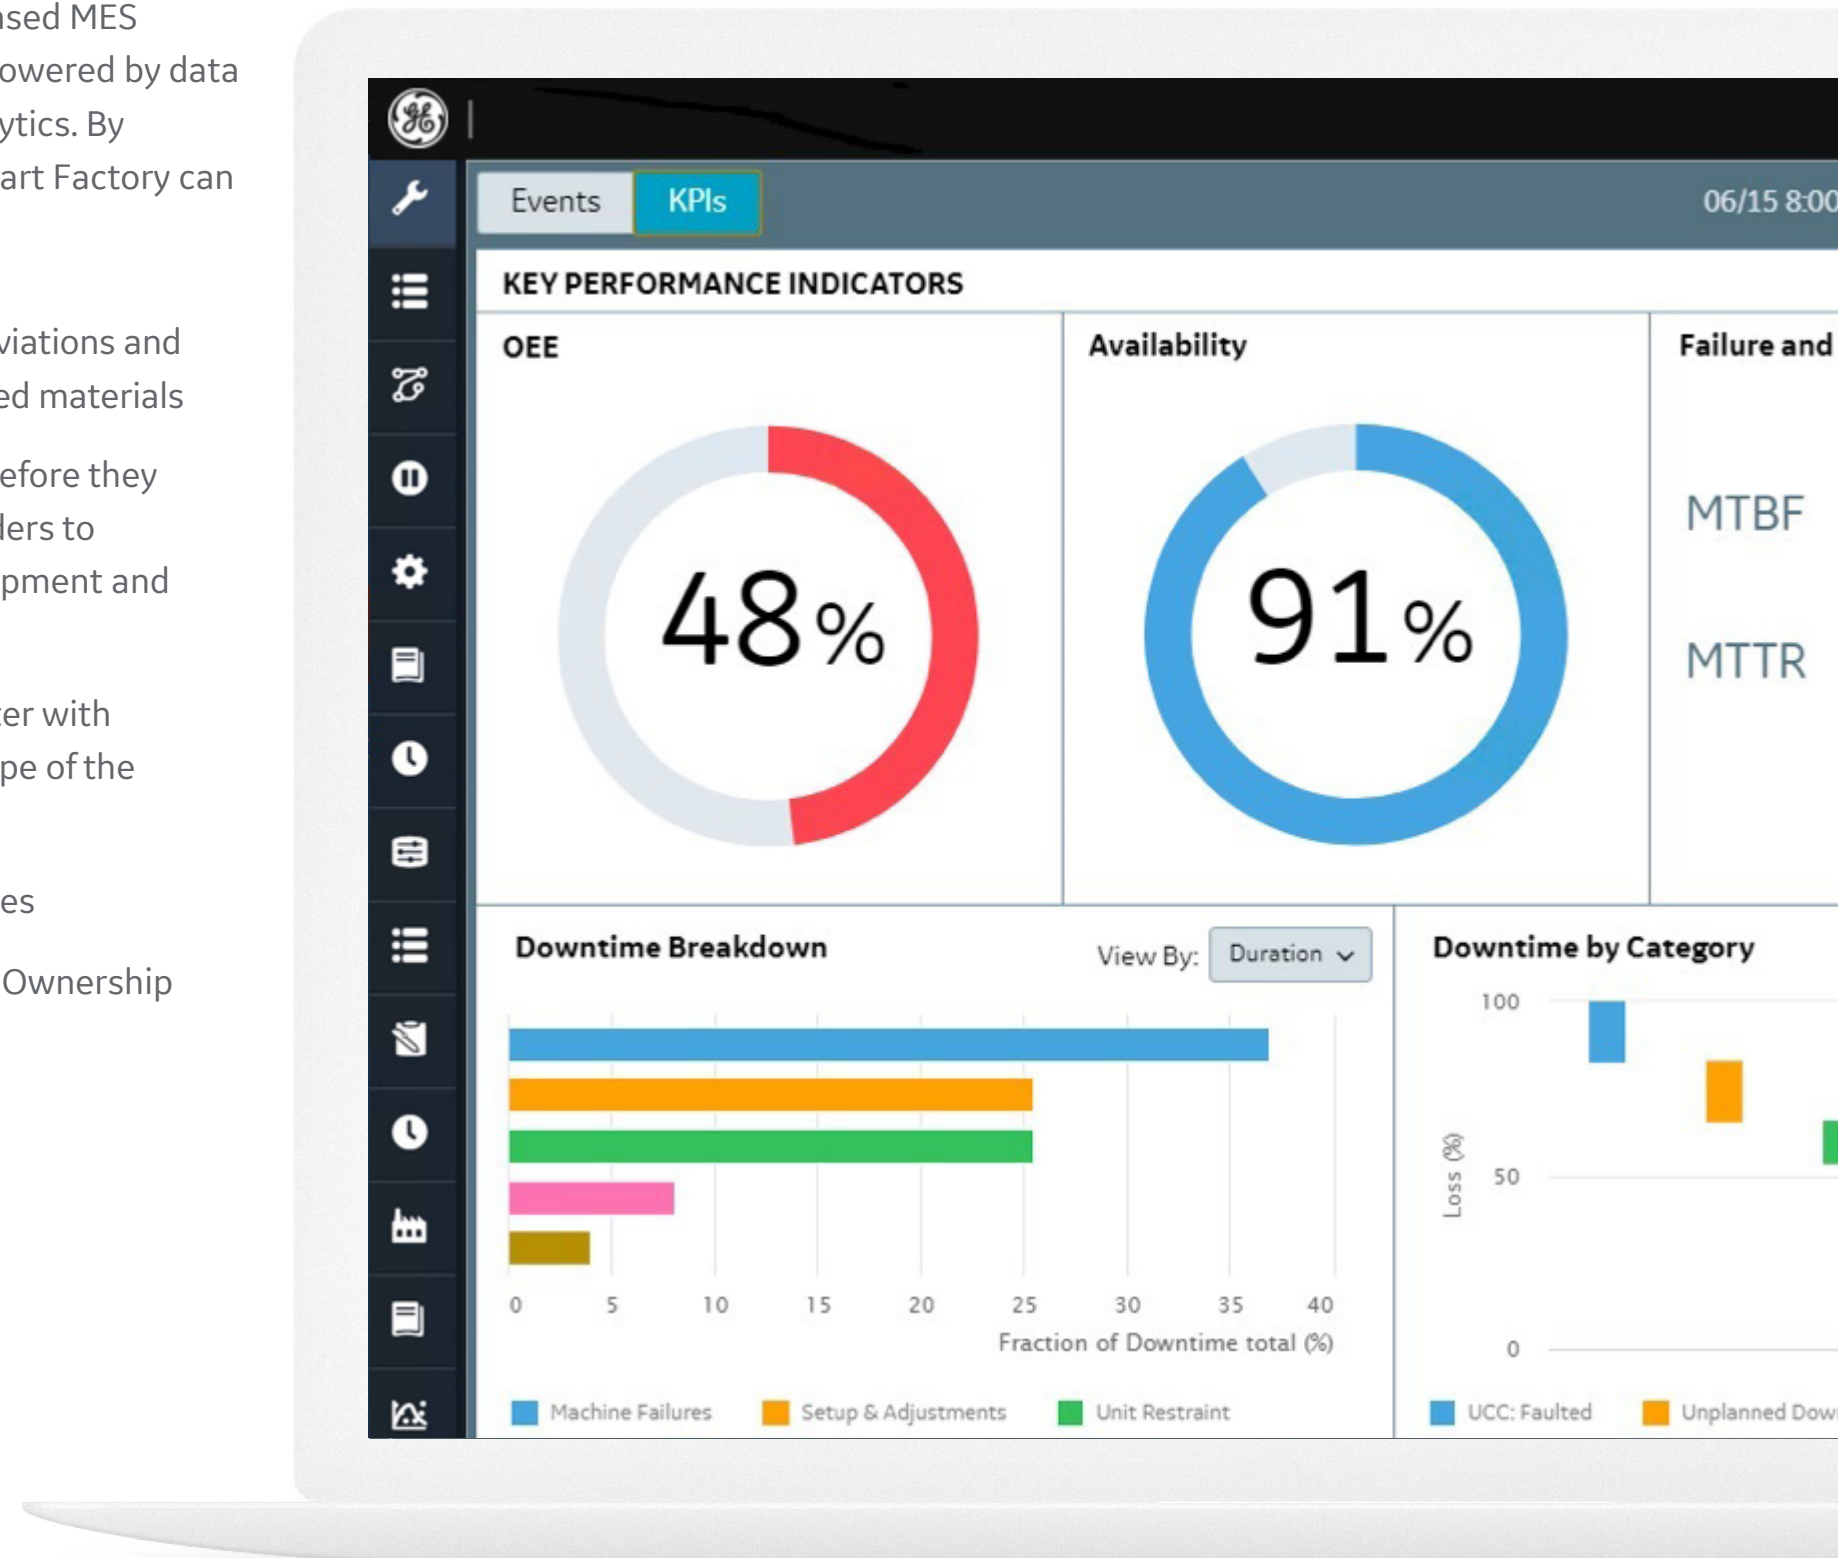 ased MES
owered by data
ytics. By
art Factory can
viations and
ed materials
efore they
ders to
pment and
ter with
pe of the
es
Ownership
GE
Events
KPIs
06/15 8:00
KEY PERFORMANCE INDICATORS
OEE
48%
Availability
91%
Failure and
MTBF
MTTR
Downtime Breakdown
View By:
Duration
0 5 10 15 20 25 30 35 40
Fraction of Downtime total (%)
Machine Failures
Setup & Adjustments
Unit Restraint
Downtime by Category
100
50
0
Loss (%)
UCC: Faulted
Unplanned Dow